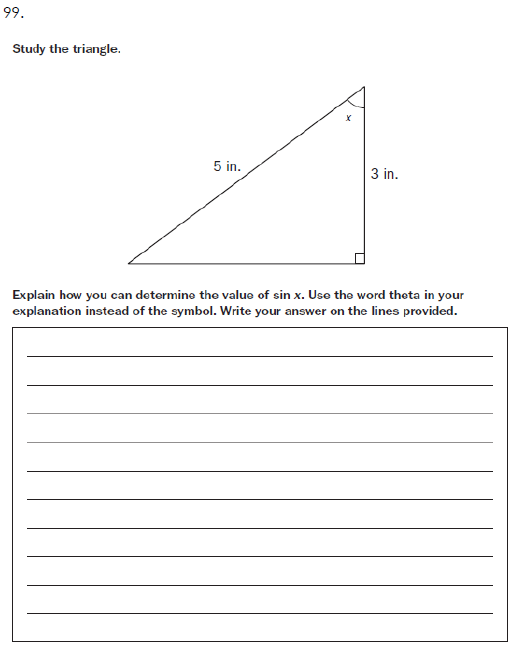 99.
Study the triangle.
x
5 in.
3 in.
Explain how you can determine the value of sin x. Use the word theta in your
explanation instead of the symbol. Write your answer on the lines provided.